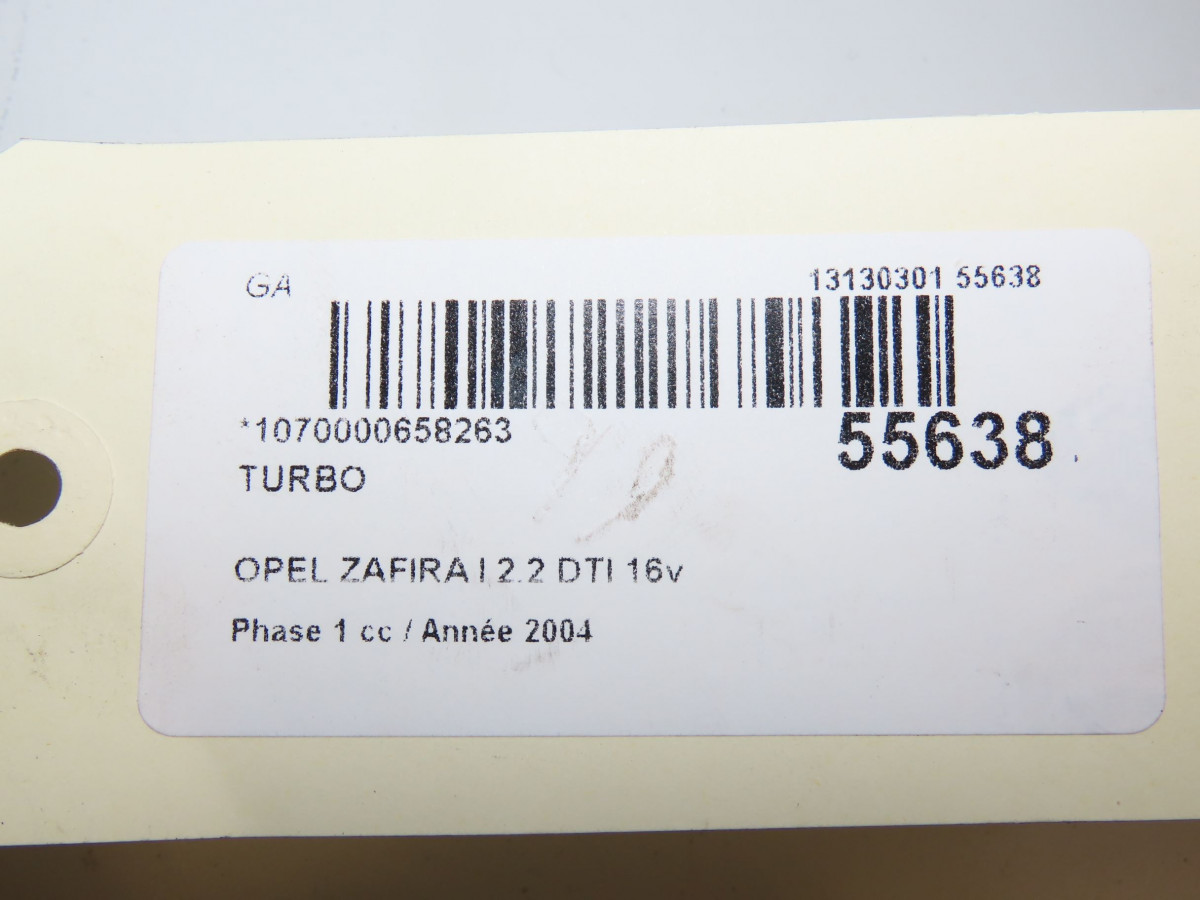 GA 13130301 55638
*1070000658263 55638
TURBO
OPEL ZAFIRA I 2.2 DTI 16v
Phase 1 cc / Année 2004